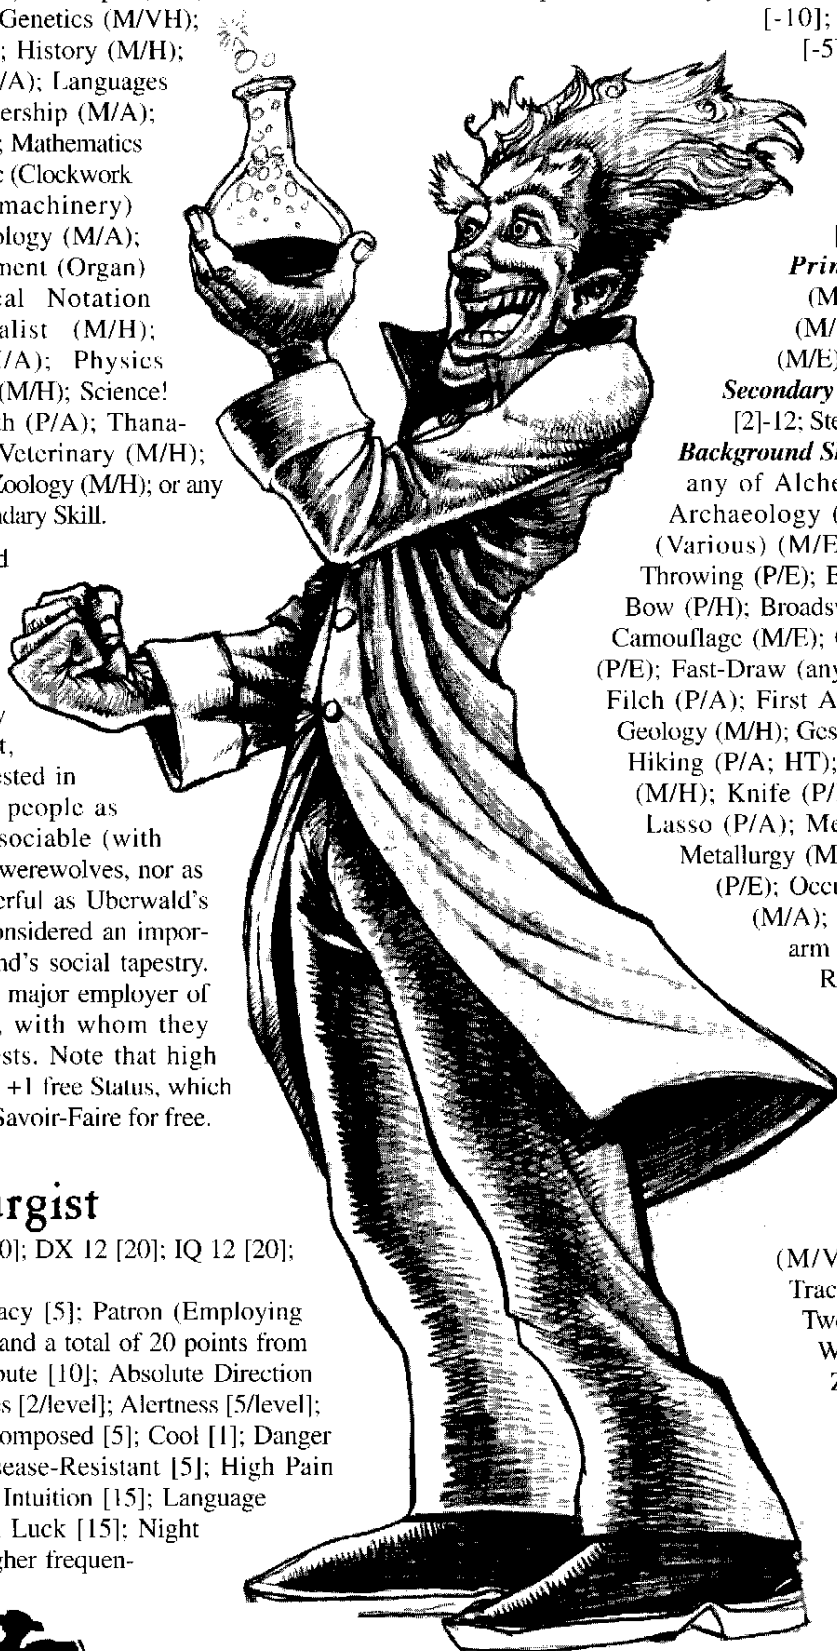 Genetics (M/VH);
; History (M/H);
/A); Languages
ership (M/A);
; Mathematics
c (Clockwork
machinery)
ology (M/A);
ment (Organ)
cal Notation
alist (M/H);
/A); Physics
(M/H); Science!
th (P/A); Thana-
Veterinary (M/H);
Zoology (M/H); or any
ndary Skill.
d
y
t,
ested in
people as
sociable (with
werewolves, nor as
erful as Uberwald's
onsidered an impor-
nd's social tapestry.
major employer of
, with whom they
sts. Note that high
+1 free Status, which
Savoir-Faire for free.
urgist
0]; DX 12 [20]; IQ 12 [20];
acy [5]; Patron (Employing
and a total of 20 points from
bute [10]; Absolute Direction
s [2/level]; Alertness [5/level];
omposed [5]; Cool [1]; Danger
sease-Resistant [5]; High Pain
Intuition [15]; Language
Luck [15]; Night
gher frequen-
[-10];
[-5]
[
Prin
(M
(M/
(M/E)
Secondary
[2]-12; Ste
Background Sk
any of Alche
Archaeology (
(Various) (M/E
Throwing (P/E); B
Bow (P/H); Broadsw
Camouflage (M/E); C
(P/E); Fast-Draw (any
Filch (P/A); First A
Geology (M/H); Ges
Hiking (P/A; HT);
(M/H); Knife (P/
Lasso (P/A); Me
Metallurgy (M
(P/E); Occu
(M/A);
arm
R
(M/V
Trac
Two
W
Z